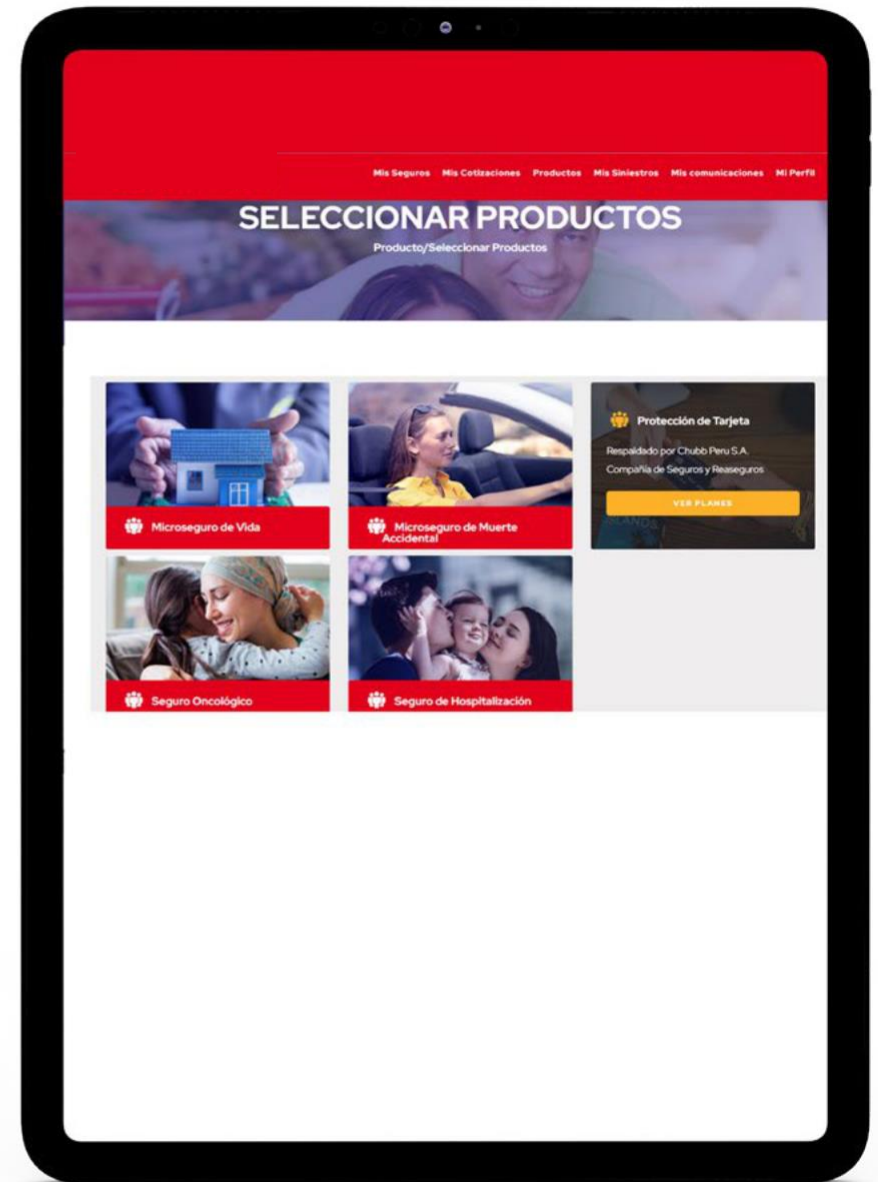 Mis Seguros Mis Cotizaciones Productos Mis Siniestros Mis comunicaciones Mi Perfil
SELECCIONAR PRODUCTOS
Producto/Seleccionar Productos
Microseguro de Vida
Microseguro de Muerte
Accidental
Protección de Tarjeta
Respaldado por Chubb Peru S.A.
Compañía de Seguros y Reaseguros
VER PLANES
ISLANDS
Seguro Oncológico
Seguro de Hospitalización